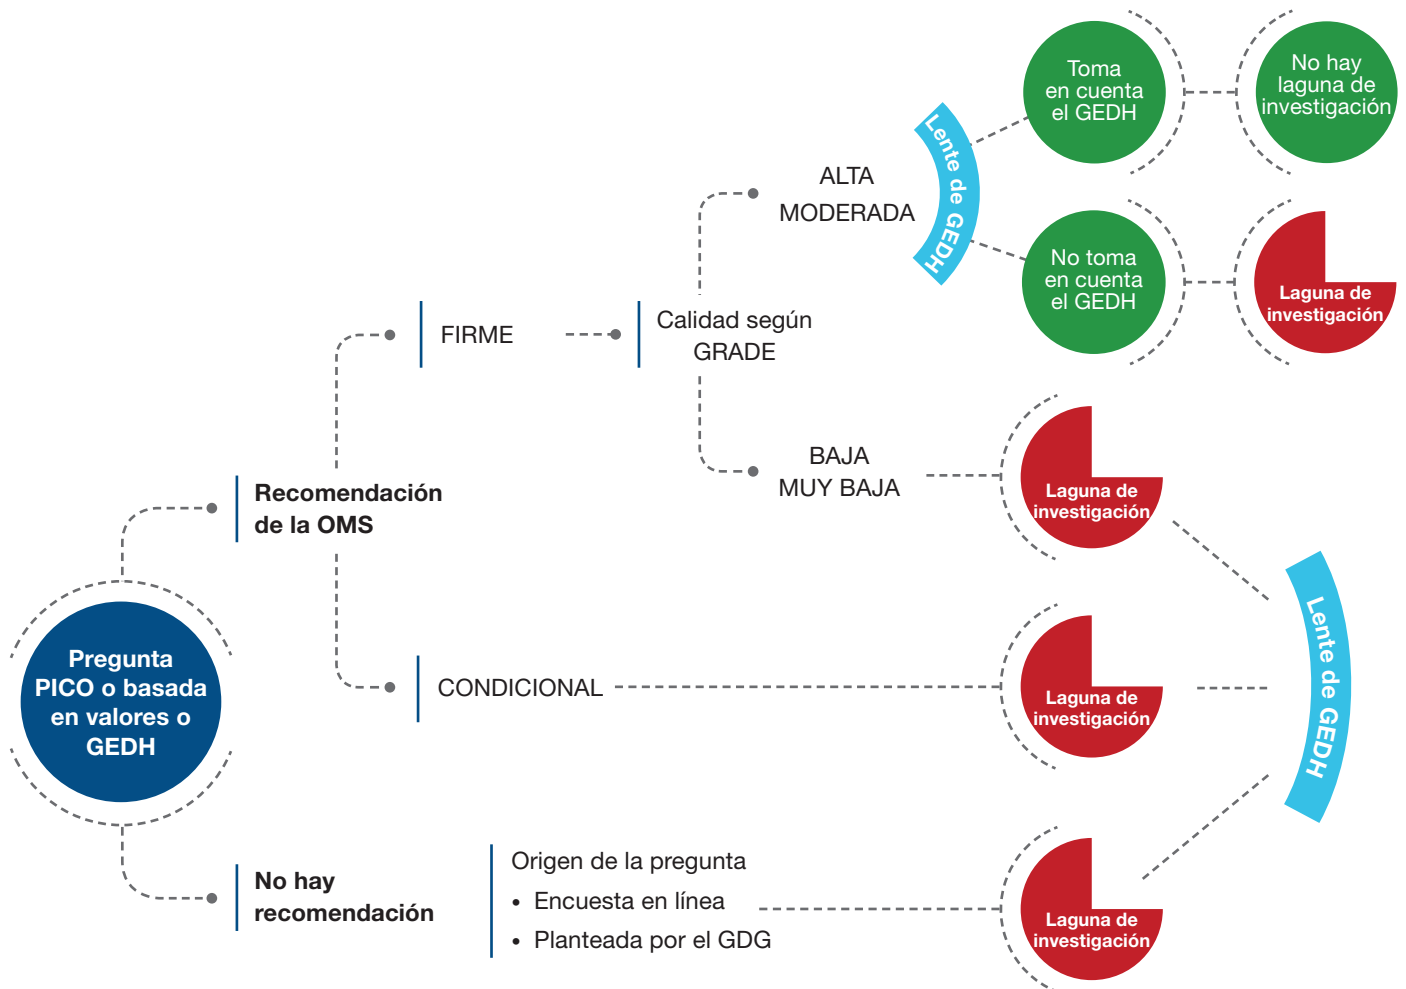 Pregunta
PICO o basada
en valores o
GEDH
Recomendación
de la OMS
FIRME
Calidad según
GRADE
ALTA
MODERADA
Lente de GEDH
Toma
en cuenta
el GEDH
No hay
laguna de
investigación
No toma
en cuenta
el GEDH
Laguna de
investigación
BAJA
MUY BAJA
Laguna de
investigación
CONDICIONAL
Laguna de
investigación
Lente de GEDH
No hay
recomendación
Origen de la pregunta
• Encuesta en línea
• Planteada por el GDG
Laguna de
investigación